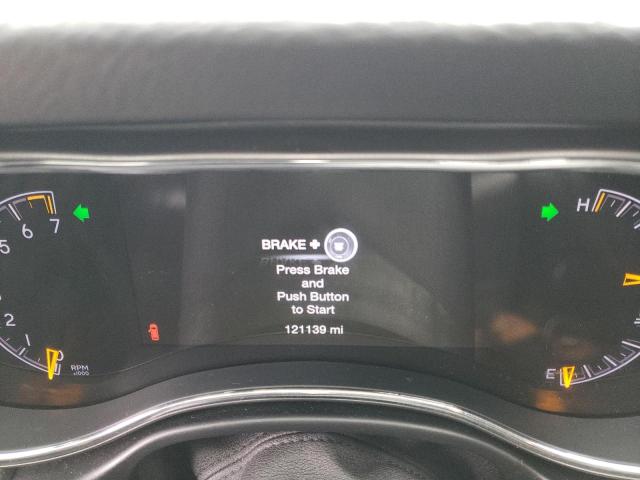 5 6 7
2 1 0
RPM
x1000
BRAKE +
Press Brake
and
Push Button
to Start
121139 mi
H
E